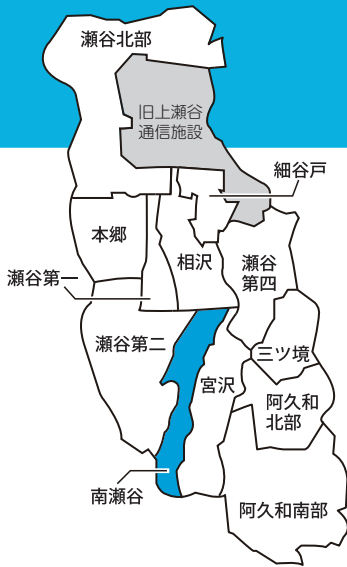 瀬谷北部
旧上瀬谷
通信施設
細谷戸
本郷
相沢
瀬谷
第四
瀬谷第一
瀬谷第二
三ツ境
宮沢
阿久和
北部
南瀬谷
阿久和南部